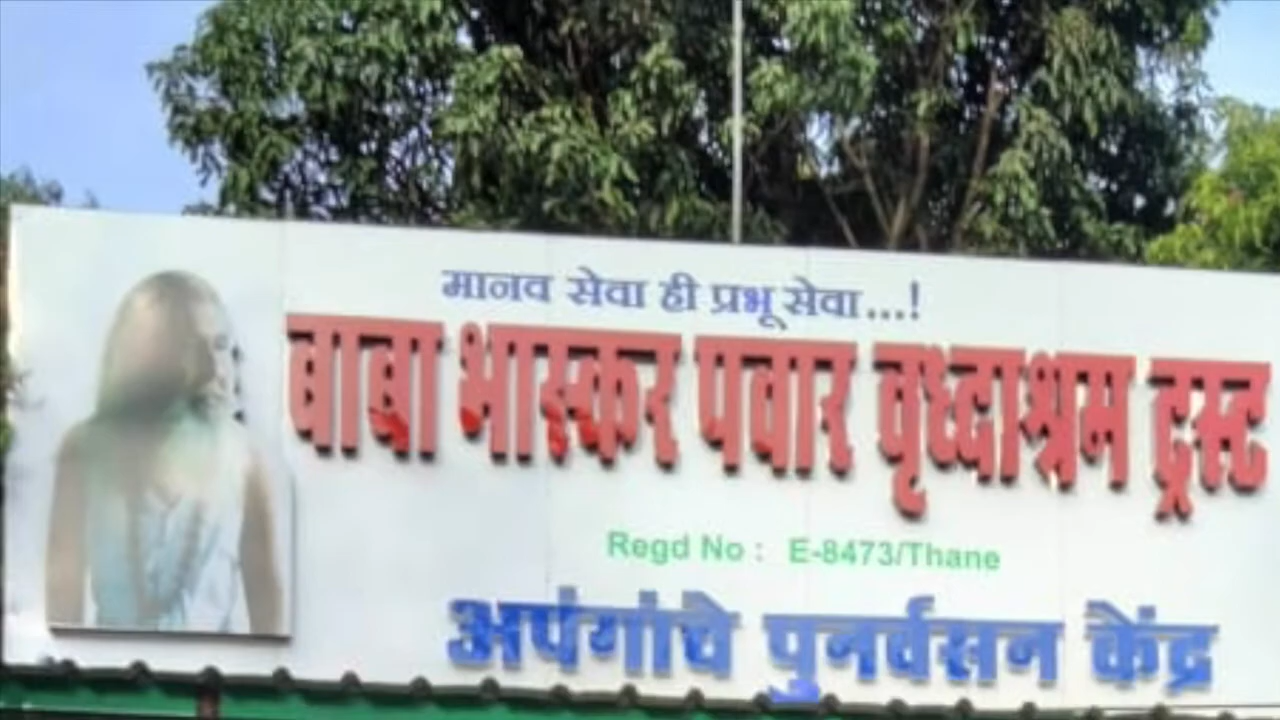 मानव सेवा ही प्रभू सेवा...!
बाबा भास्कर पवार वृध्दाश्रम ट्रस्ट
Regd No : E-8473/Thane
अपंगांचे पुनर्वसन केंद्र